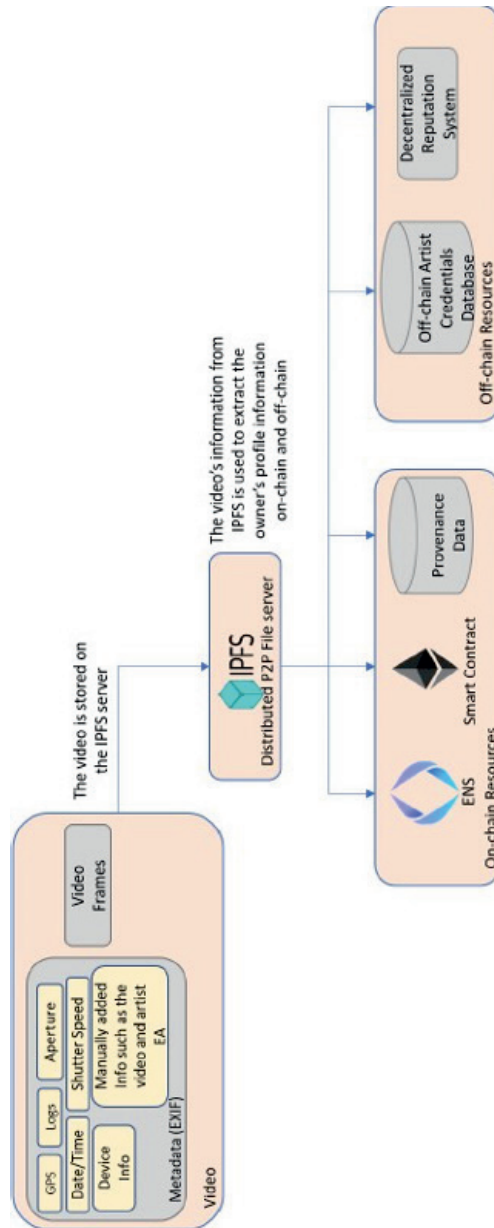 GPS
Logs
Aperture
Date/Time
Shutter Speed
Device
Info
Manually added
Info such as the
video and artist
EA
Metadata (EXIF)
Video
Frames
Video
The video is stored on
the IPFS server
IPFS
Distributed P2P File server
The video's information from
IPFS is used to extract the
owner's profile information
on-chain and off-chain
ENS
Smart Contract
Provenance
Data
On-chain Resources
Off-chain Artist
Credentials
Database
Decentralized
Reputation
System
Off-chain Resources